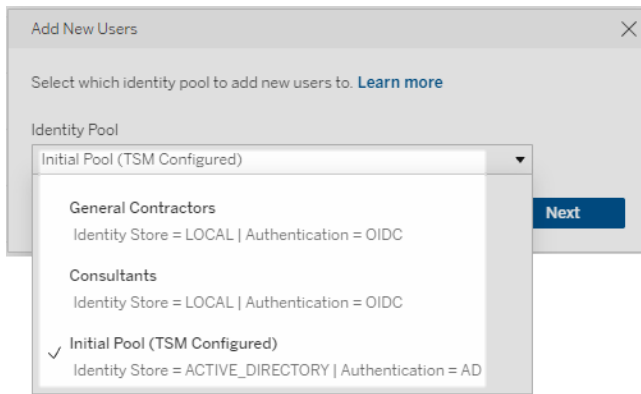 Add New Users
Select which identity pool to add new users to. Learn more
Identity Pool
Initial Pool (TSM Configured)
General Contractors
Identity Store = LOCAL | Authentication = OIDC
Next
Consultants
Identity Store = LOCAL | Authentication = OIDC
Initial Pool (TSM Configured)
Identity Store = ACTIVE_DIRECTORY | Authentication = AD